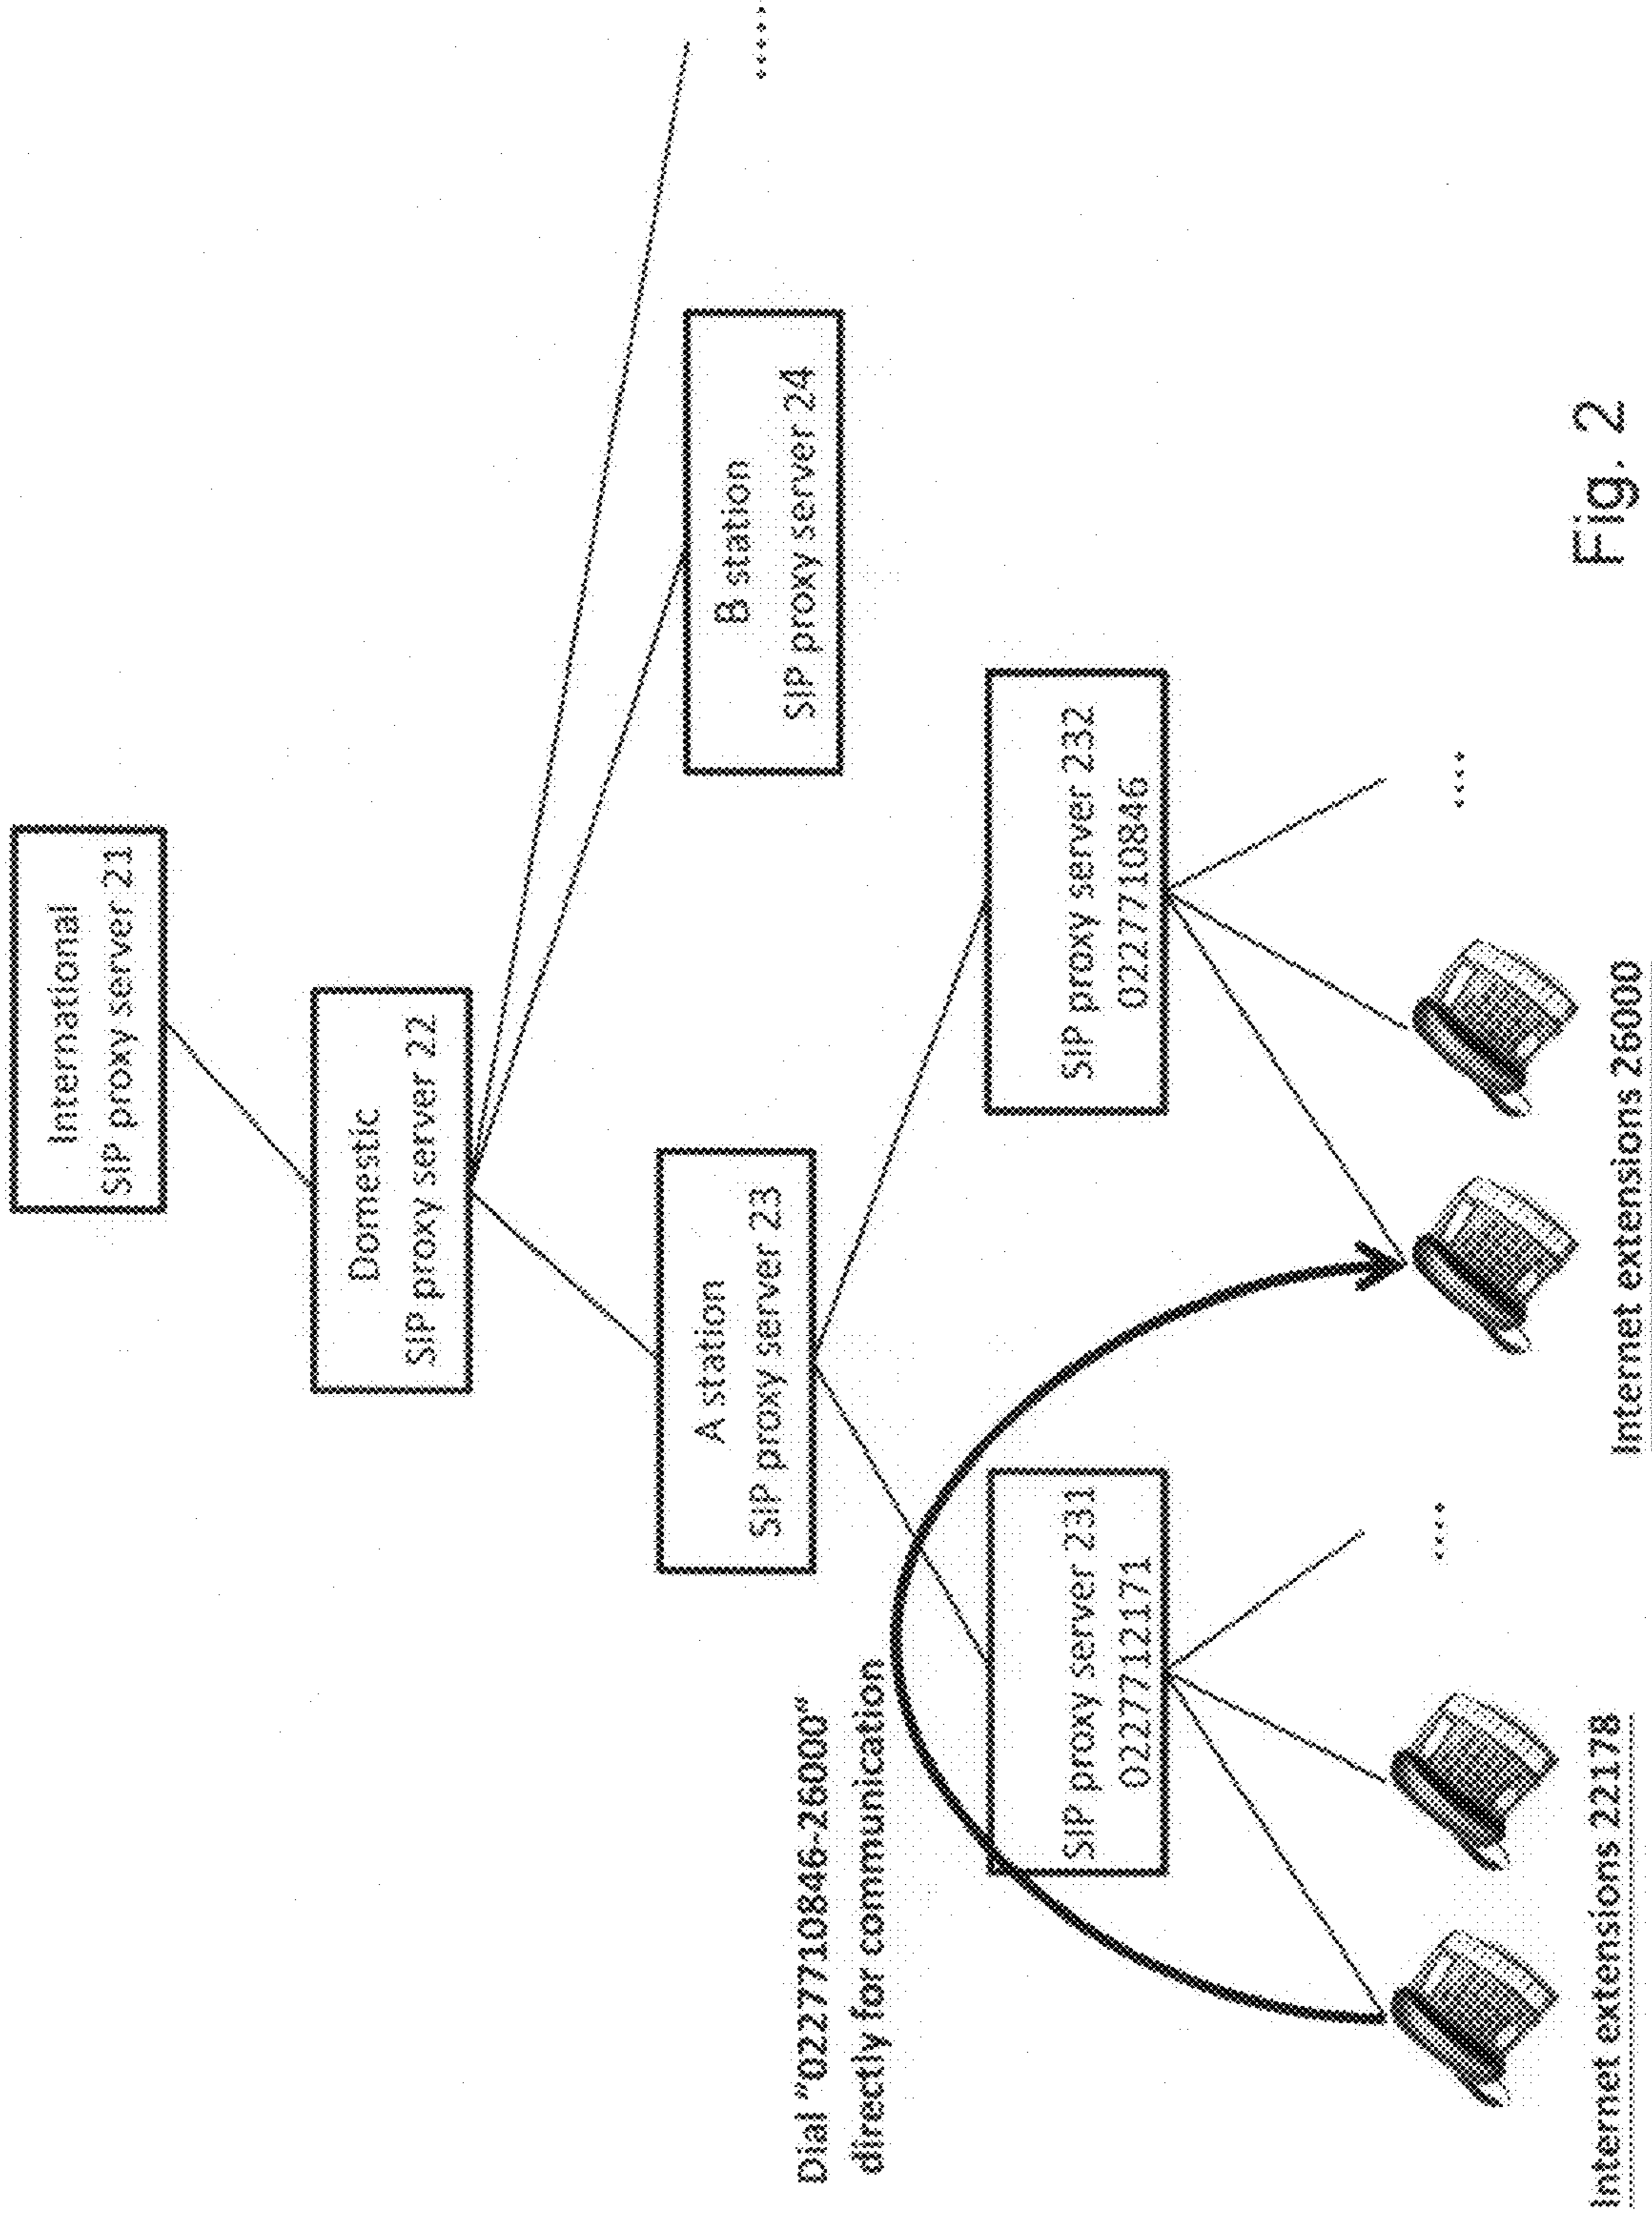 International
SIP proxy server 21
Domestic
SIP proxy server 22
A station
SIP proxy server 23
B station
SIP proxy server 24
.....
Dial "0227710846-26000"
directly for communication
SIP proxy server 231
0227712171
SIP proxy server 232
0227710846
....
....
Internet extensions 22178
Internet extensions 26000
Fig. 2